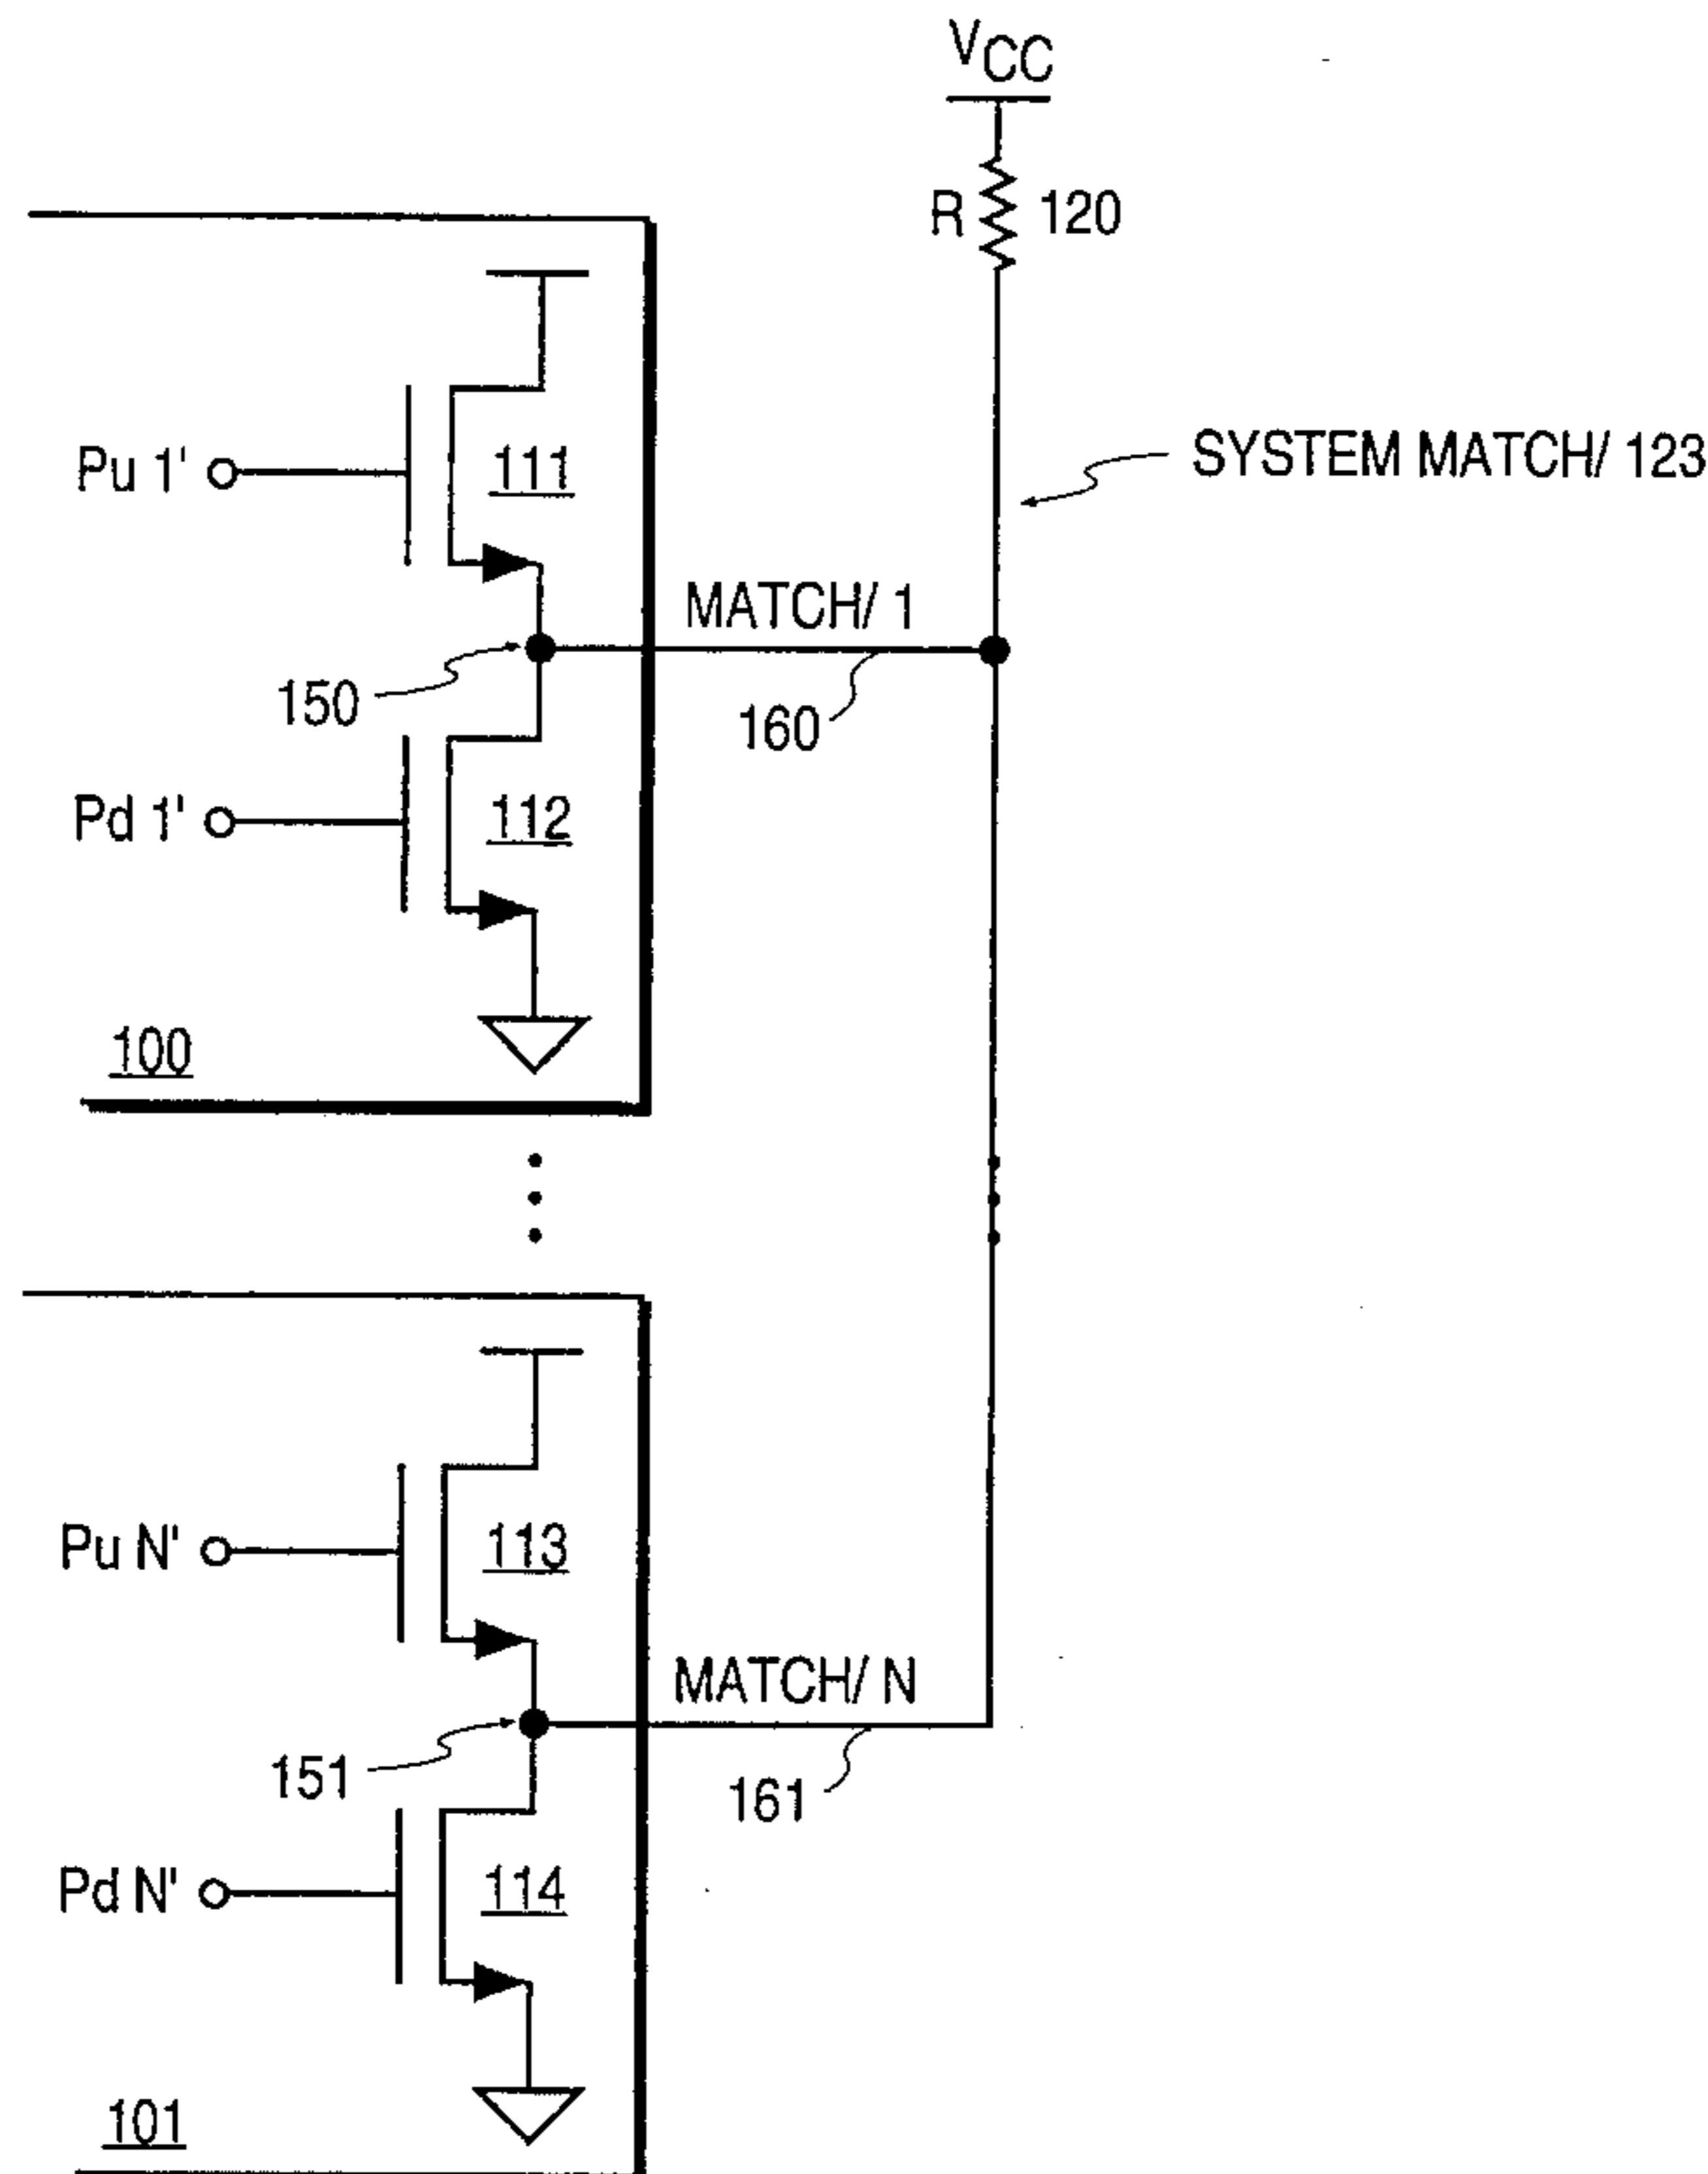 VCC
R 120
Pu 1'
111
SYSTEM MATCH/ 123
MATCH/ 1
150
160
Pd 1'
112
100
Pu N'
113
MATCH/ N
151
161
Pd N'
114
101